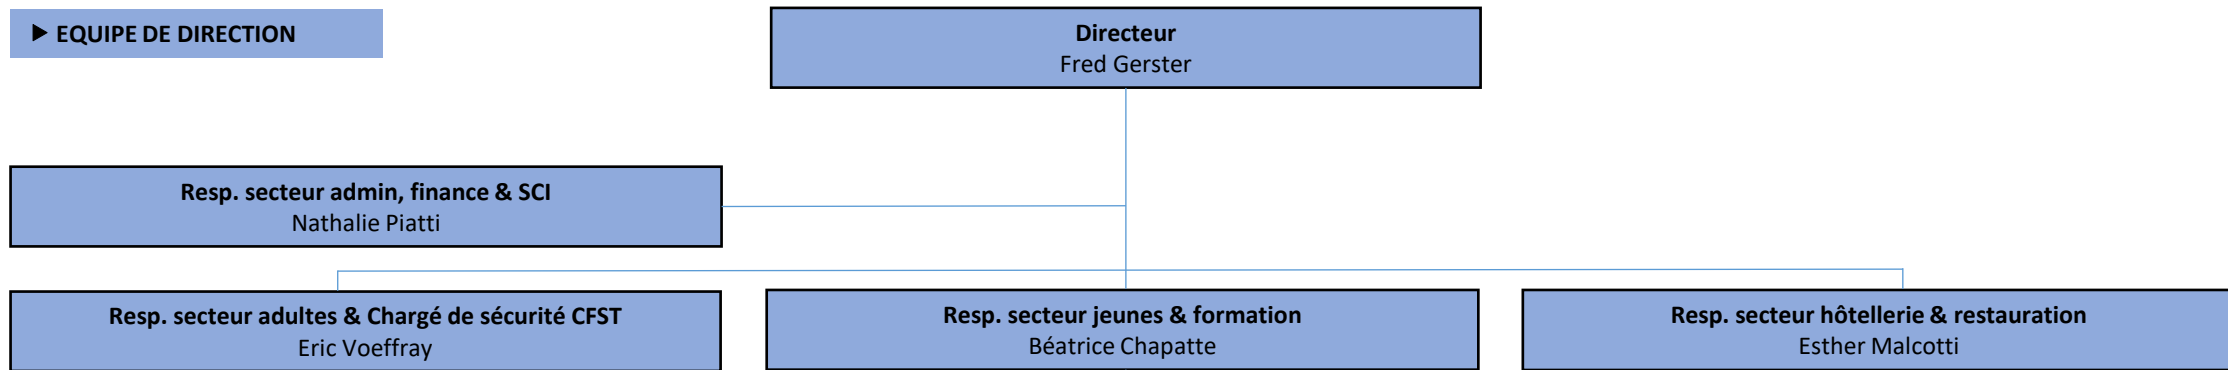 ▶ EQUIPE DE DIRECTION
Directeur
Fred Gerster
Resp. secteur admin, finance & SCI
Nathalie Piatti
Resp. secteur adultes & Chargé de sécurité CFST
Eric Voeffray
Resp. secteur jeunes & formation
Béatrice Chapatte
Resp. secteur hôtellerie & restauration
Esther Malcotti